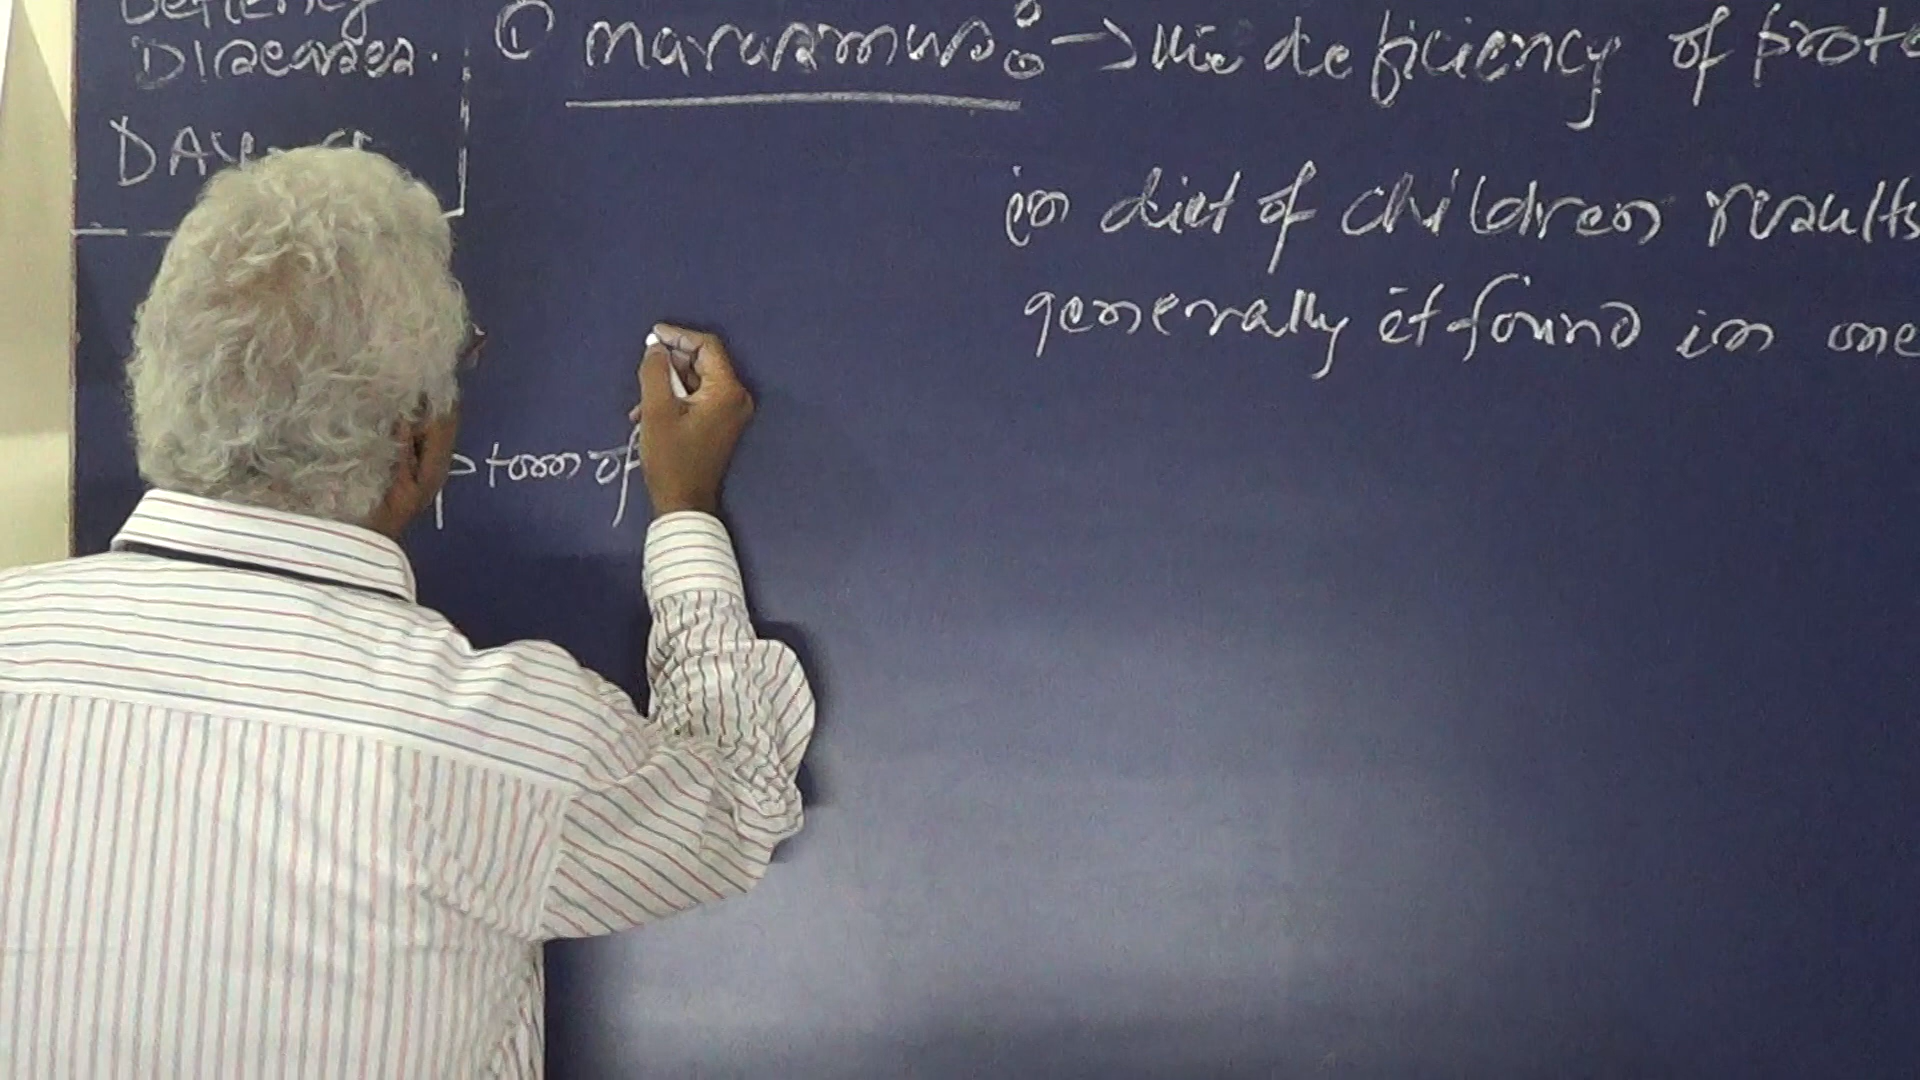 Deficiency
Diseases.
① marasmus: → The deficiency of prote
in diet of children results
generally it found in one
ptom of